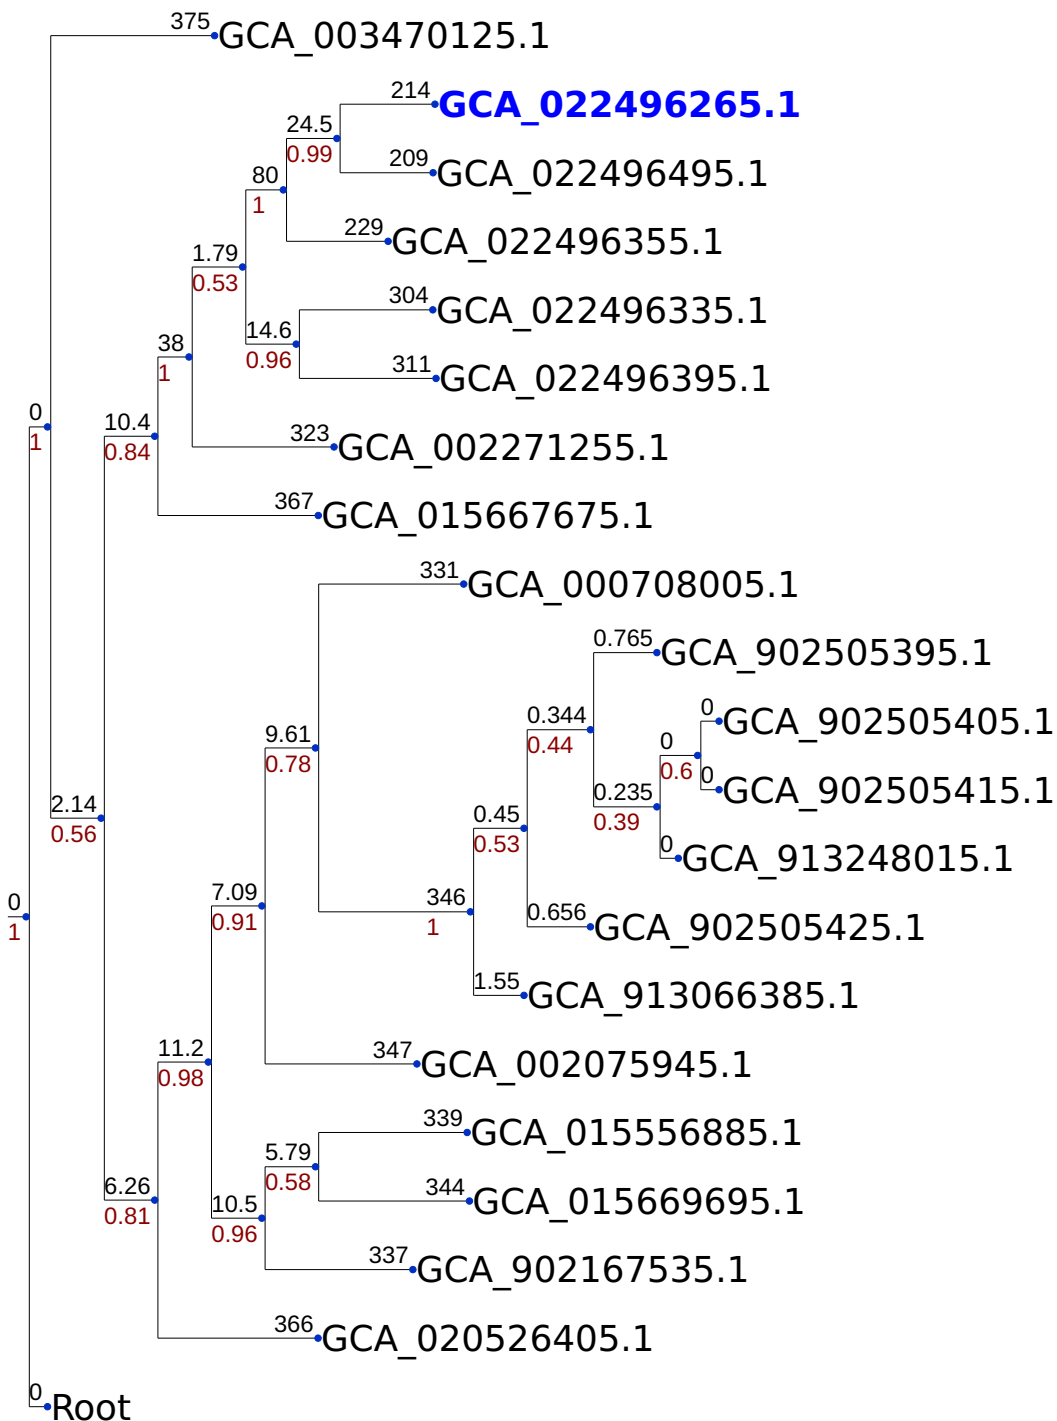 375 GCA_003470125.1
214 GCA_022496265.1
24.5
0.99
209 GCA_022496495.1
80
1
229 GCA_022496355.1
1.79
0.53
304 GCA_022496335.1
14.6
0.96
38
1
311 GCA_022496395.1
0
1
10.4
0.84
323 GCA_002271255.1
367 GCA_015667675.1
331 GCA_000708005.1
0.765 GCA_902505395.1
0.344
0.44
0 GCA_902505405.1
9.61
0.78
0
0.6
0 GCA_902505415.1
0.235
0.39
2.14
0.56
0.45
0.53
0 GCA_913248015.1
7.09
0.91
346
1
0
1
0.656 GCA_902505425.1
1.55 GCA_913066385.1
11.2
0.98
347 GCA_002075945.1
339 GCA_015556885.1
5.79
0.58
6.26
0.81
344 GCA_015669695.1
10.5
0.96
337 GCA_902167535.1
366 GCA_020526405.1
0 Root